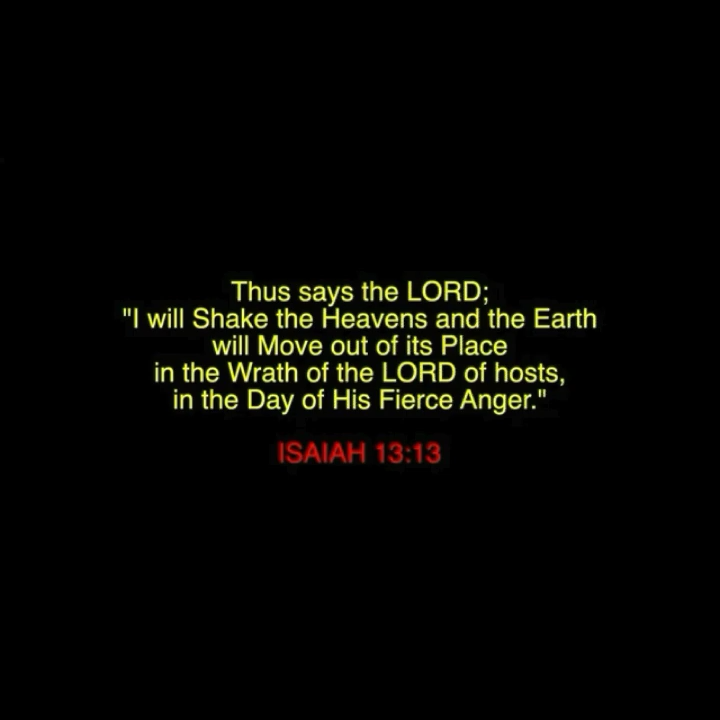 Thus says the LORD;
"I will Shake the Heavens and the Earth
will Move out of its Place
in the Wrath of the LORD of hosts,
in the Day of His Fierce Anger."
ISAIAH 13:13